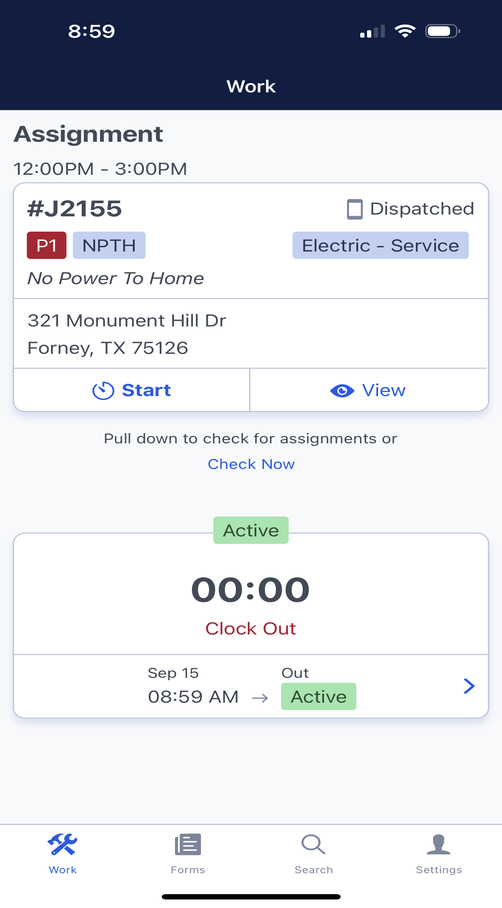 8:59
Work
Assignment
12:00PM - 3:00PM
#J2155 Dispatched
P1 NPTH Electric - Service
No Power To Home
321 Monument Hill Dr
Forney, TX 75126
Start View
Pull down to check for assignments or
Check Now
Active
00:00
Clock Out
Sep 15 Out
08:59 AM → Active
Work Forms Search Settings